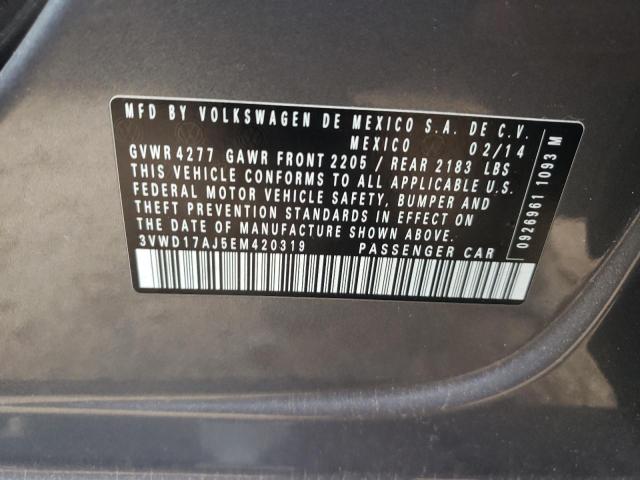 MFD BY VOLKSWAGEN DE MEXICO S.A. DE C.V.
MEXICO 02/14
GVWR 4277 GAWR FRONT 2205 / REAR 2183 LBS
THIS VEHICLE CONFORMS TO ALL APPLICABLE U.S.
FEDERAL MOTOR VEHICLE SAFETY, BUMPER AND
THEFT PREVENTION STANDARDS IN EFFECT ON
THE DATE OF MANUFACTURE SHOWN ABOVE.
3VWD17AJ5EM420319 PASSENGER CAR
0926961 1093 M